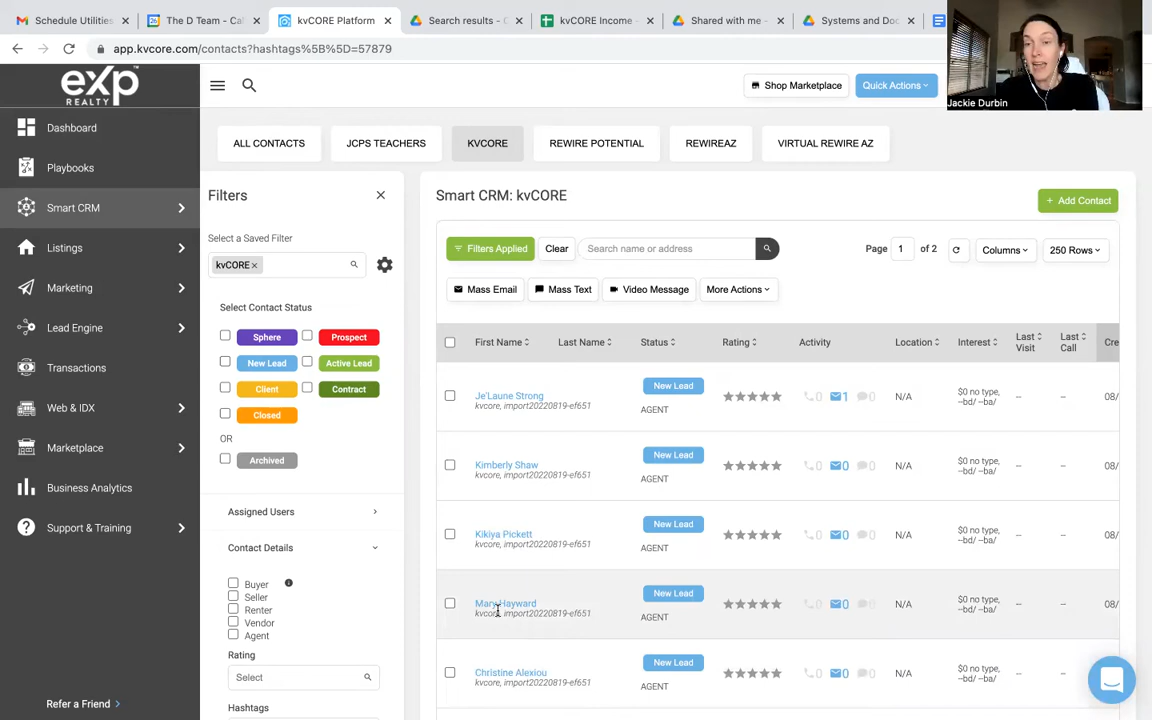 Schedule Utilities
The D Team - Cal
kvCORE Platform
Search results - G
kvCORE Income -
Shared with me -
Systems and Doc
app.kvcore.com/contacts?hashtags%5B%5D=57879
Jackie Durbin
eXp
REALTY
Shop Marketplace
Quick Actions
Dashboard
Playbooks
Smart CRM
Listings
Marketing
Lead Engine
Transactions
Web & IDX
Marketplace
Business Analytics
Support & Training
Refer a Friend
ALL CONTACTS
JCPS TEACHERS
KVCORE
REWIRE POTENTIAL
REWIREAZ
VIRTUAL REWIRE AZ
Filters
Select a Saved Filter
kvCORE
Select Contact Status
Sphere
Prospect
New Lead
Active Lead
Client
Contract
Closed
OR
Archived
Assigned Users
Contact Details
Buyer
Seller
Renter
Vendor
Agent
Rating
Select
Hashtags
Smart CRM: kvCORE
+ Add Contact
Filters Applied
Clear
Search name or address
Page 1 of 2
Columns
250 Rows
Mass Email
Mass Text
Video Message
More Actions
First Name Last Name Status Rating Activity Location Interest Last Visit Last Call Cre
Je'Laune Strong
kvcore, import20220819-ef651
New Lead
AGENT
0 1 0
N/A
$0 no type,
--bd/ --ba/
-- --
08/
Kimberly Shaw
kvcore, import20220819-ef651
New Lead
AGENT
0 0 0
N/A
$0 no type,
--bd/ --ba/
-- --
08/
Kikiya Pickett
kvcore, import20220819-ef651
New Lead
AGENT
0 0 0
N/A
$0 no type,
--bd/ --ba/
-- --
08/
Mary Hayward
kvcore, import20220819-ef651
New Lead
AGENT
0 0 0
N/A
$0 no type,
--bd/ --ba/
-- --
08/
Christine Alexiou
kvcore, import20220819-ef651
New Lead
AGENT
0 0 0
N/A
$0 no type,
--bd/ --ba/
-- --
08/